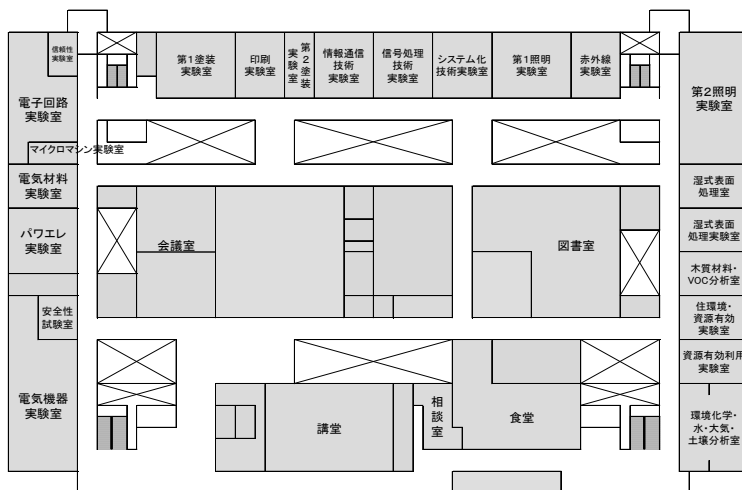 信頼性
実験室
電子回路
実験室
マイクロマシン実験室
電気材料
実験室
パワエレ
実験室
安全性
試験室
電気機器
実験室
第1塗装
実験室
印刷
実験室
第2塗装
実験室
情報通信
技術
実験室
信号処理
技術
実験室
システム化
技術実験室
第1照明
実験室
赤外線
実験室
第2照明
実験室
湿式表面
処理室
湿式表面
処理実験室
木質材料・
VOC分析室
住環境・
資源有効
実験室
資源有効利用
実験室
環境化学・
水・大気・
土壌分析室
会議室
図書室
講堂
相談室
食堂